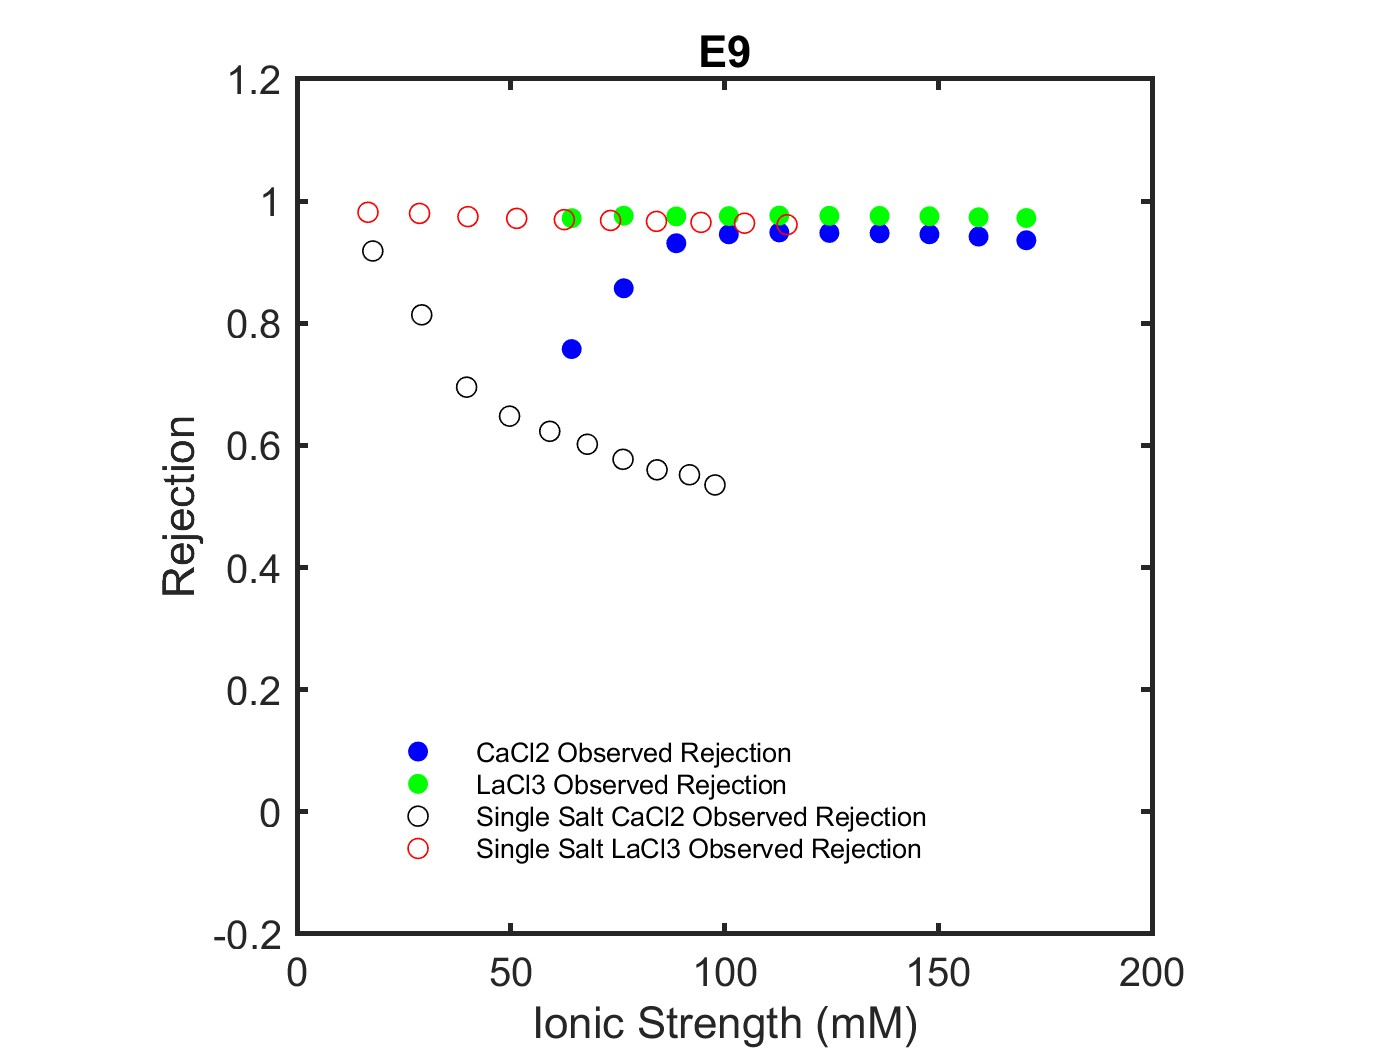 E9
1.2
1
0.8
0.6
0.4
0.2
0
-0.2
Rejection
CaCl2 Observed Rejection
LaCl3 Observed Rejection
Single Salt CaCl2 Observed Rejection
Single Salt LaCl3 Observed Rejection
0 50 100 150 200
Ionic Strength (mM)